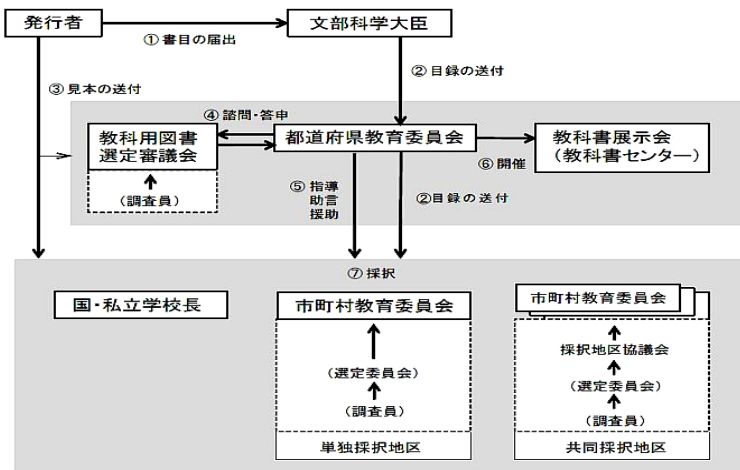 発行者
文部科学大臣
①書目の届出
②目録の送付
③見本の送付
④諮問・答申
教科用図書
選定審議会
(調査員)
都道府県教育委員会
教科書展示会
(教科書センター)
⑥開催
⑤指導
助言
援助
②目録の送付
⑦採択
国・私立学校長
市町村教育委員会
(選定委員会)
(調査員)
単独採択地区
市町村教育委員会
採択地区協議会
(選定委員会)
(調査員)
共同採択地区